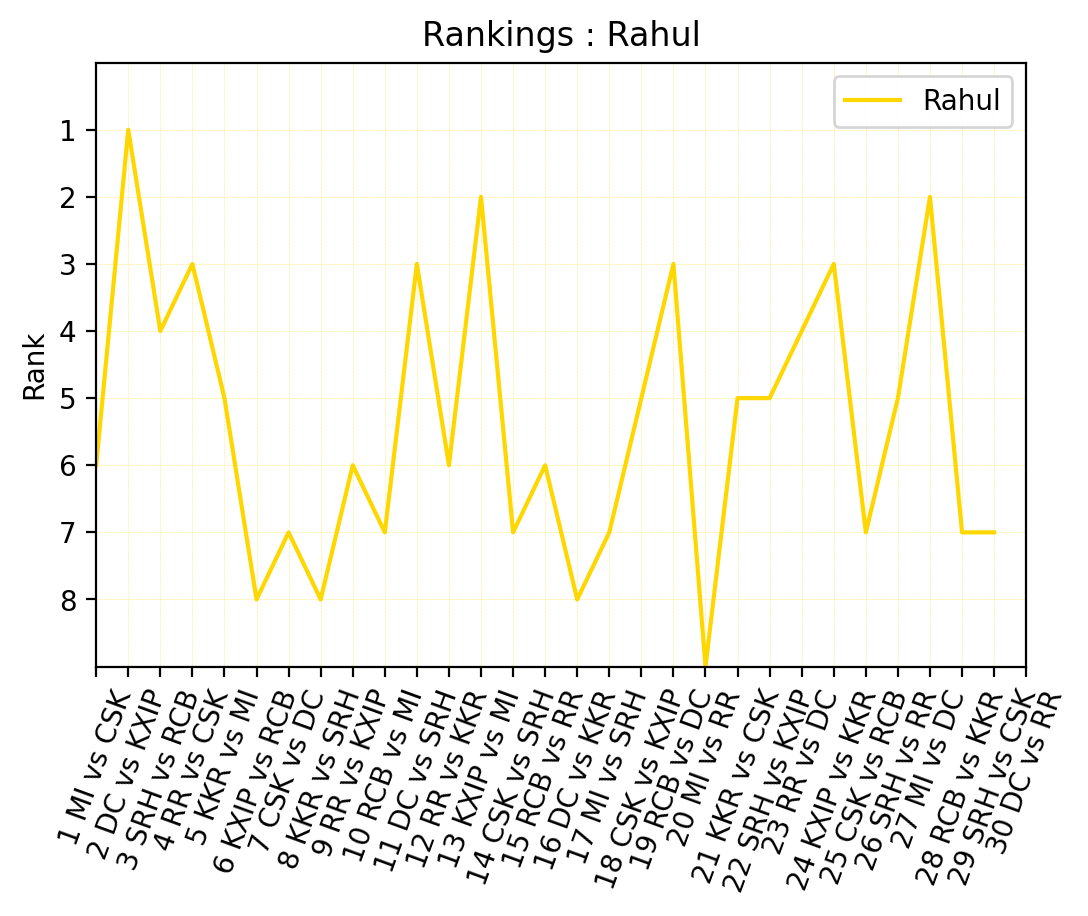 Rankings : Rahul
Rahul
Rank
1
2
3
4
5
6
7
8
1 MI vs CSK
2 DC vs KXIP
3 SRH vs RCB
4 RR vs CSK
5 KKR vs MI
6 KXIP vs RCB
7 CSK vs DC
8 KKR vs SRH
9 RR vs KXIP
10 RCB vs MI
11 DC vs SRH
12 RR vs KKR
13 KXIP vs MI
14 CSK vs SRH
15 RCB vs RR
16 DC vs KKR
17 MI vs SRH
18 CSK vs KXIP
19 RCB vs DC
20 MI vs RR
21 KKR vs CSK
22 SRH vs KXIP
23 RR vs DC
24 KXIP vs KKR
25 CSK vs RCB
26 SRH vs RR
27 MI vs DC
28 RCB vs KKR
29 SRH vs CSK
30 DC vs RR